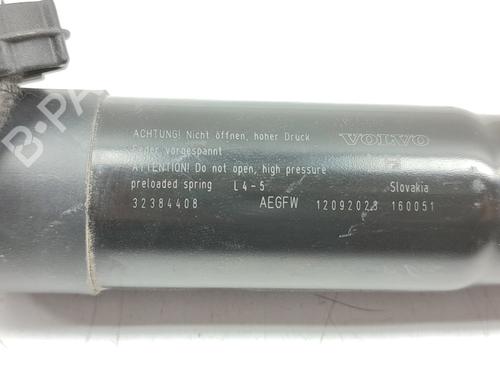 ACHTUNG! Nicht öffnen, hoher Druck
VOLVO
Feder vorgespannt
ATTENTION! Do not open, high pressure
preloaded spring L4-5 Slovakia
32384408 AEGFW 12092023 160051
B-PARTS